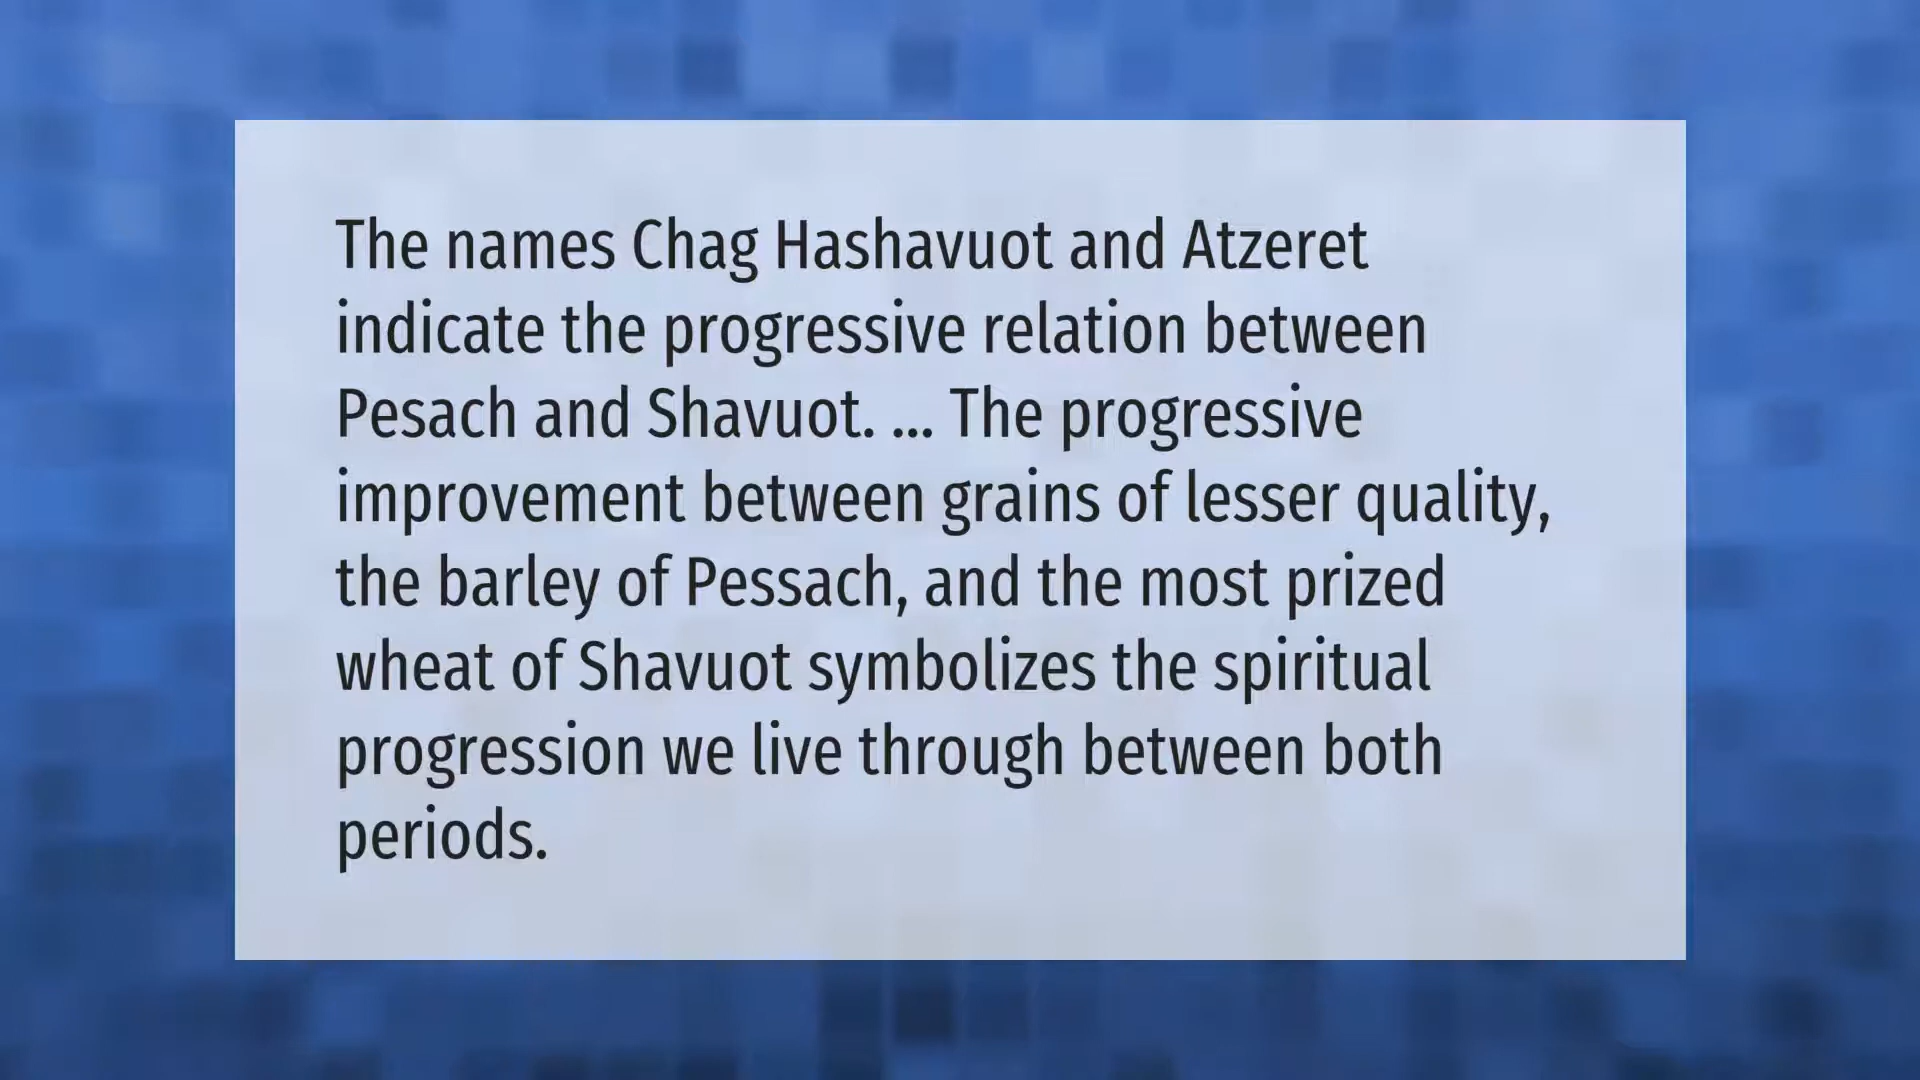 The names Chag Hashavuot and Atzeret
indicate the progressive relation between
Pesach and Shavuot. ... The progressive
improvement between grains of lesser quality,
the barley of Pessach, and the most prized
wheat of Shavuot symbolizes the spiritual
progression we live through between both
periods.